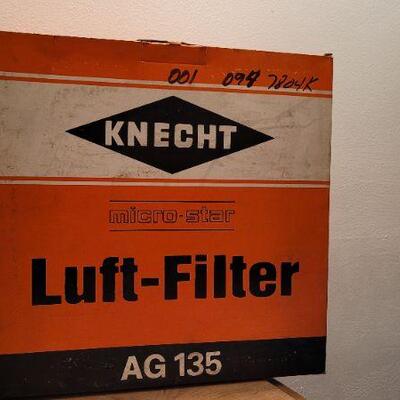 001 094 7804K
KNECHT
micro-star
Luft-Filter
AG 135